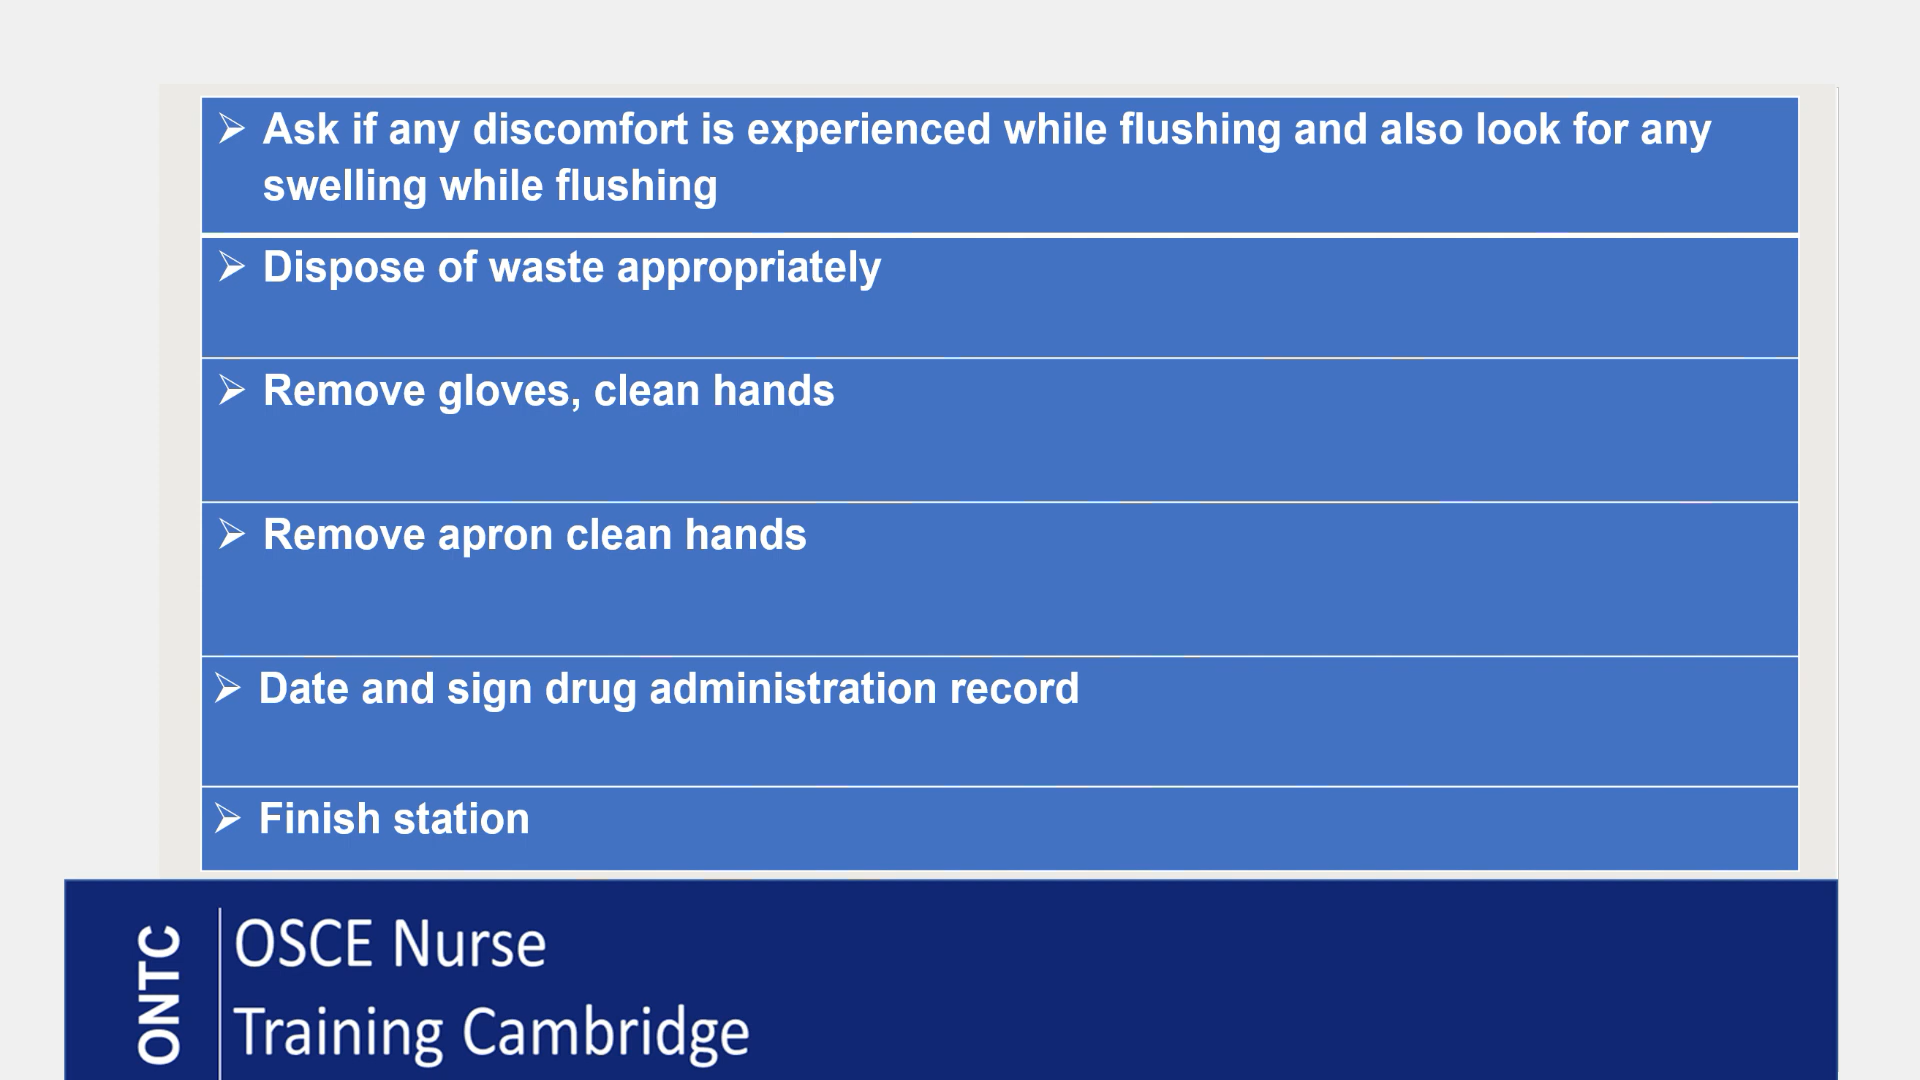 Ask if any discomfort is experienced while flushing and also look for any
swelling while flushing
Dispose of waste appropriately
Remove gloves, clean hands
Remove apron clean hands
Date and sign drug administration record
Finish station
ONTC
OSCE Nurse
Training Cambridge